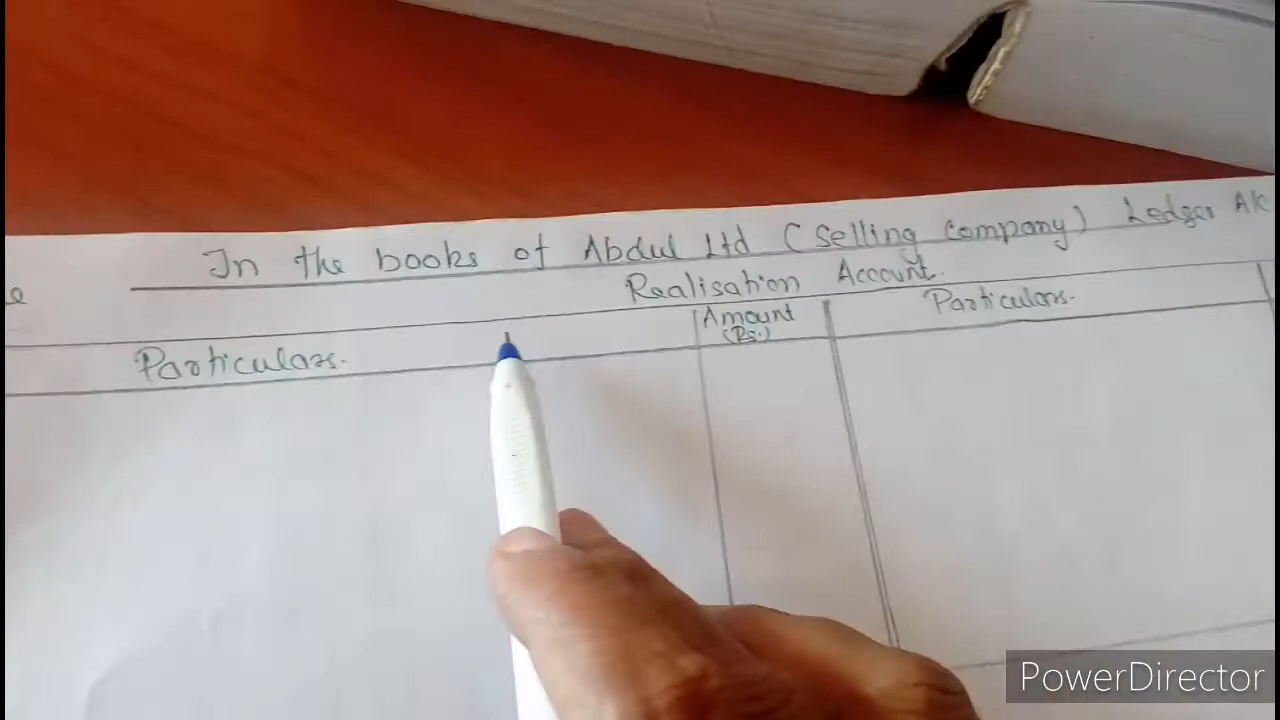 In the books of Abdul Ltd (Selling Company) Ledger A/c
Realisation Account.
Particulars. Amount (Rs.) Particulars.
PowerDirector